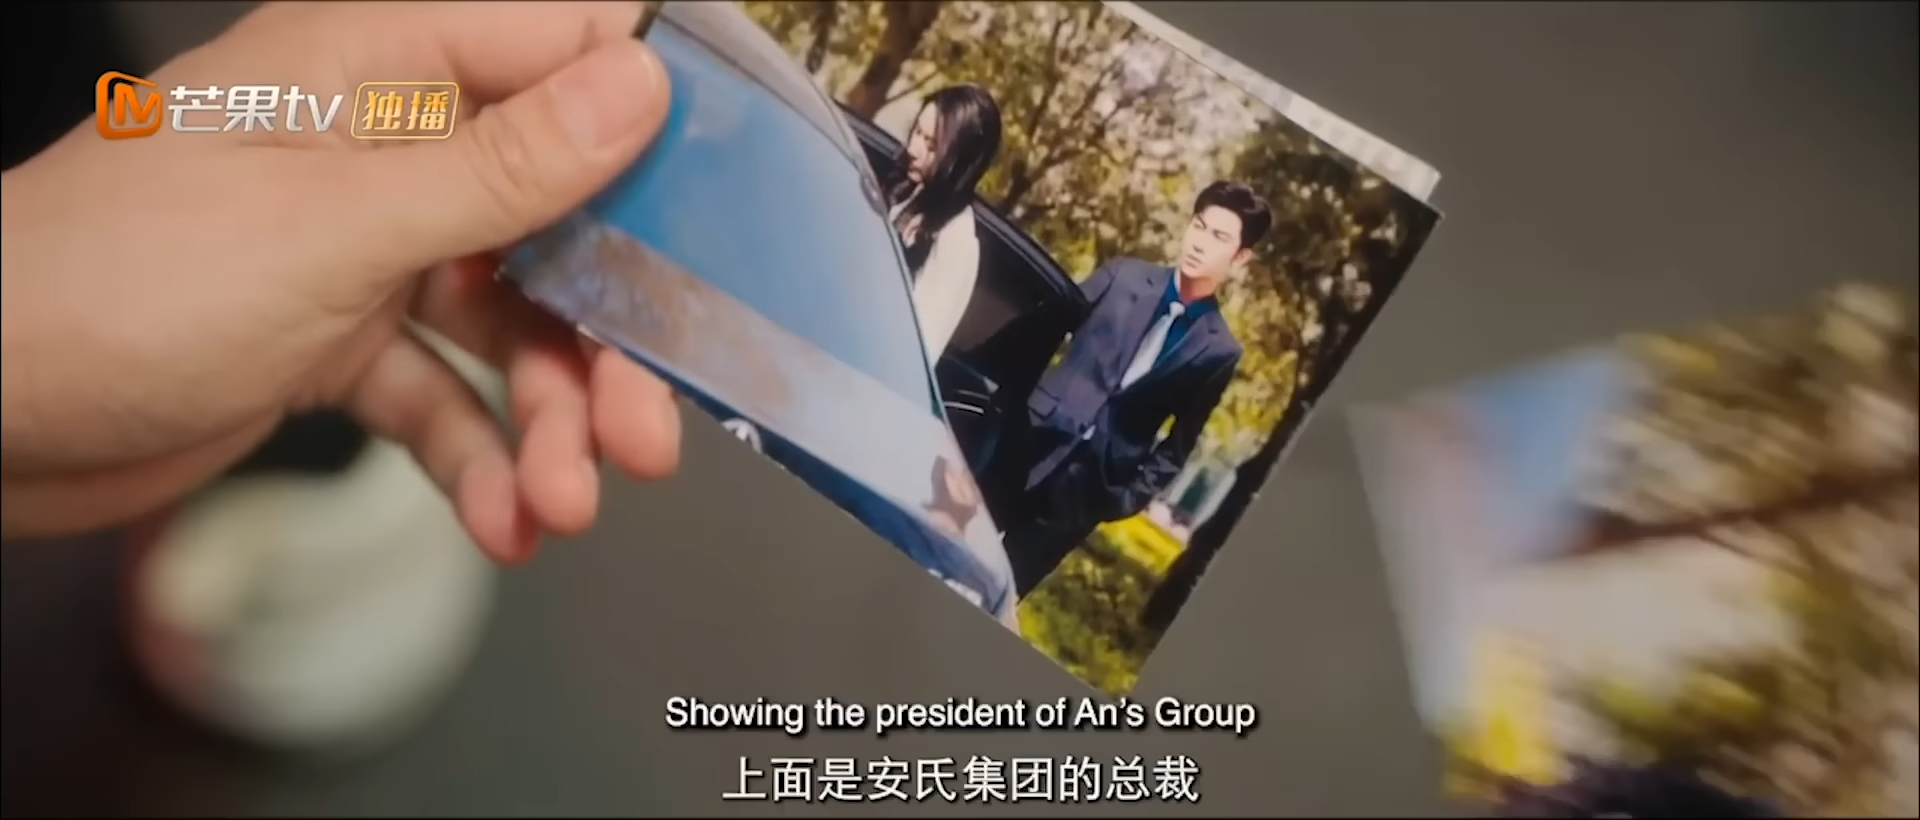 芒果tv 独播
Showing the president of An's Group
上面是安氏集团的总裁